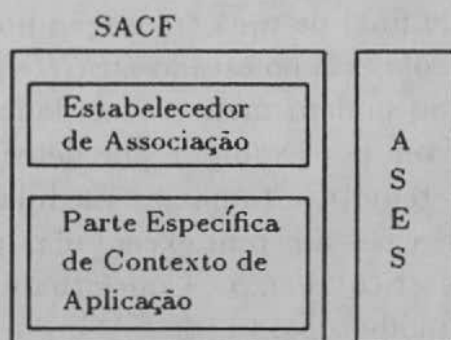 SACF
Estabelecedor
de Associação
Parte Específica
de Contexto de
Aplicação
A
S
E
S